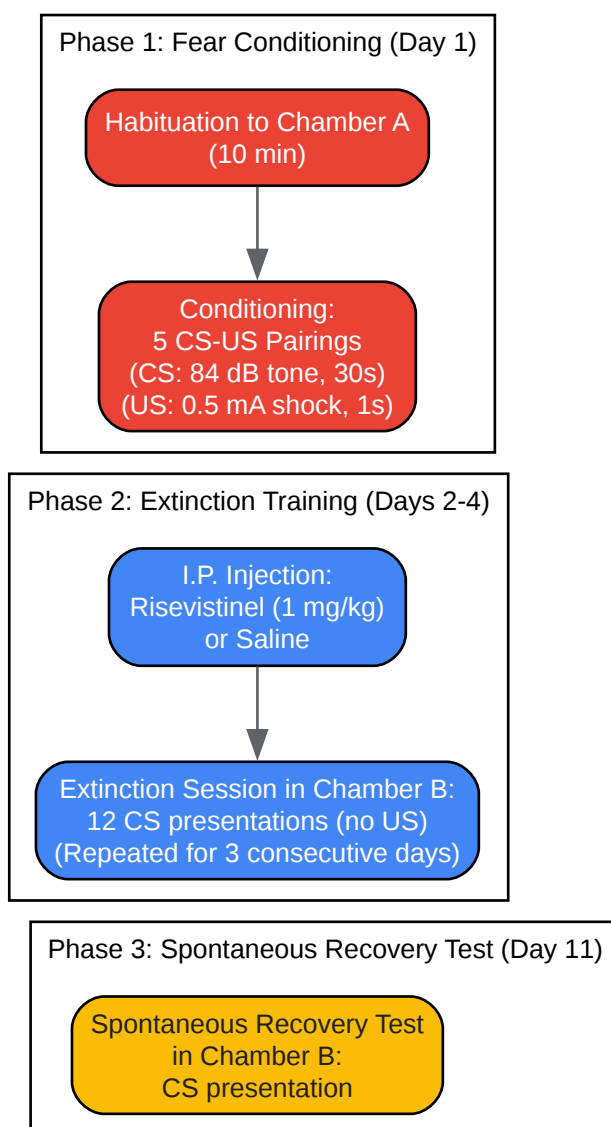 Phase 1: Fear Conditioning (Day 1)
Habituation to Chamber A
(10 min)
Conditioning:
5 CS-US Pairings
(CS: 84 dB tone, 30s)
(US: 0.5 mA shock, 1s)
Phase 2: Extinction Training (Days 2-4)
I.P. Injection:
Risevistinel (1 mg/kg)
or Saline
Extinction Session in Chamber B:
12 CS presentations (no US)
(Repeated for 3 consecutive days)
Phase 3: Spontaneous Recovery Test (Day 11)
Spontaneous Recovery Test
in Chamber B:
CS presentation